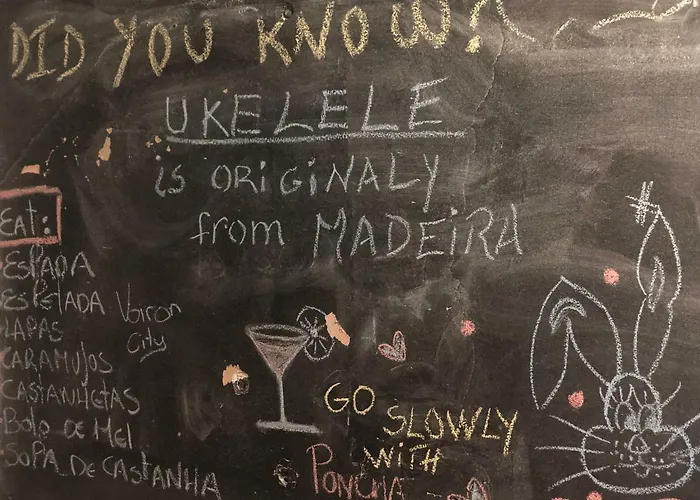 DID YOU KNOW?
UKELELE
is ORIGINALY
from MADEIRA
EAT:
ESPADA
ESPETADA
LAPAS
CARAMUJOS
CASTANHETAS
Bolo DE MEL
SOPA DE CASTANHA
Voiron
City
GO SLOWLY
WITH
PONCHA
#